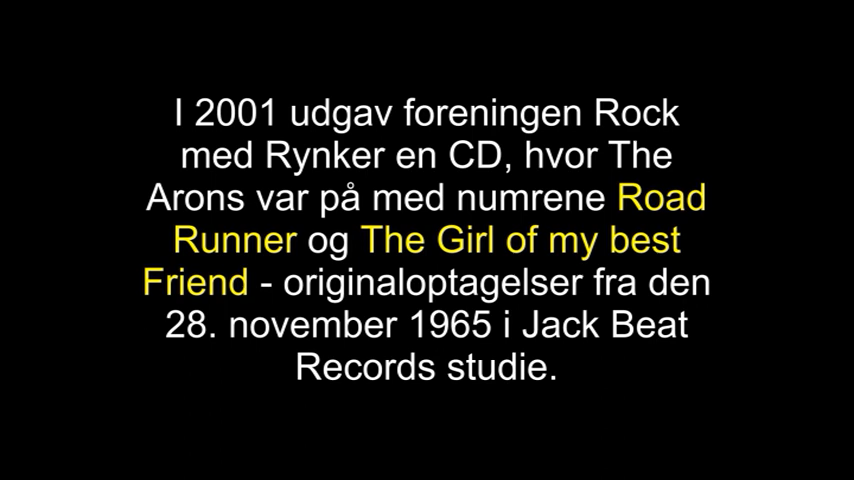 I 2001 udgav foreningen Rock
med Rynker en CD, hvor The
Arons var på med numrene Road
Runner og The Girl of my best
Friend - originaloptagelser fra den
28. november 1965 i Jack Beat
Records studie.